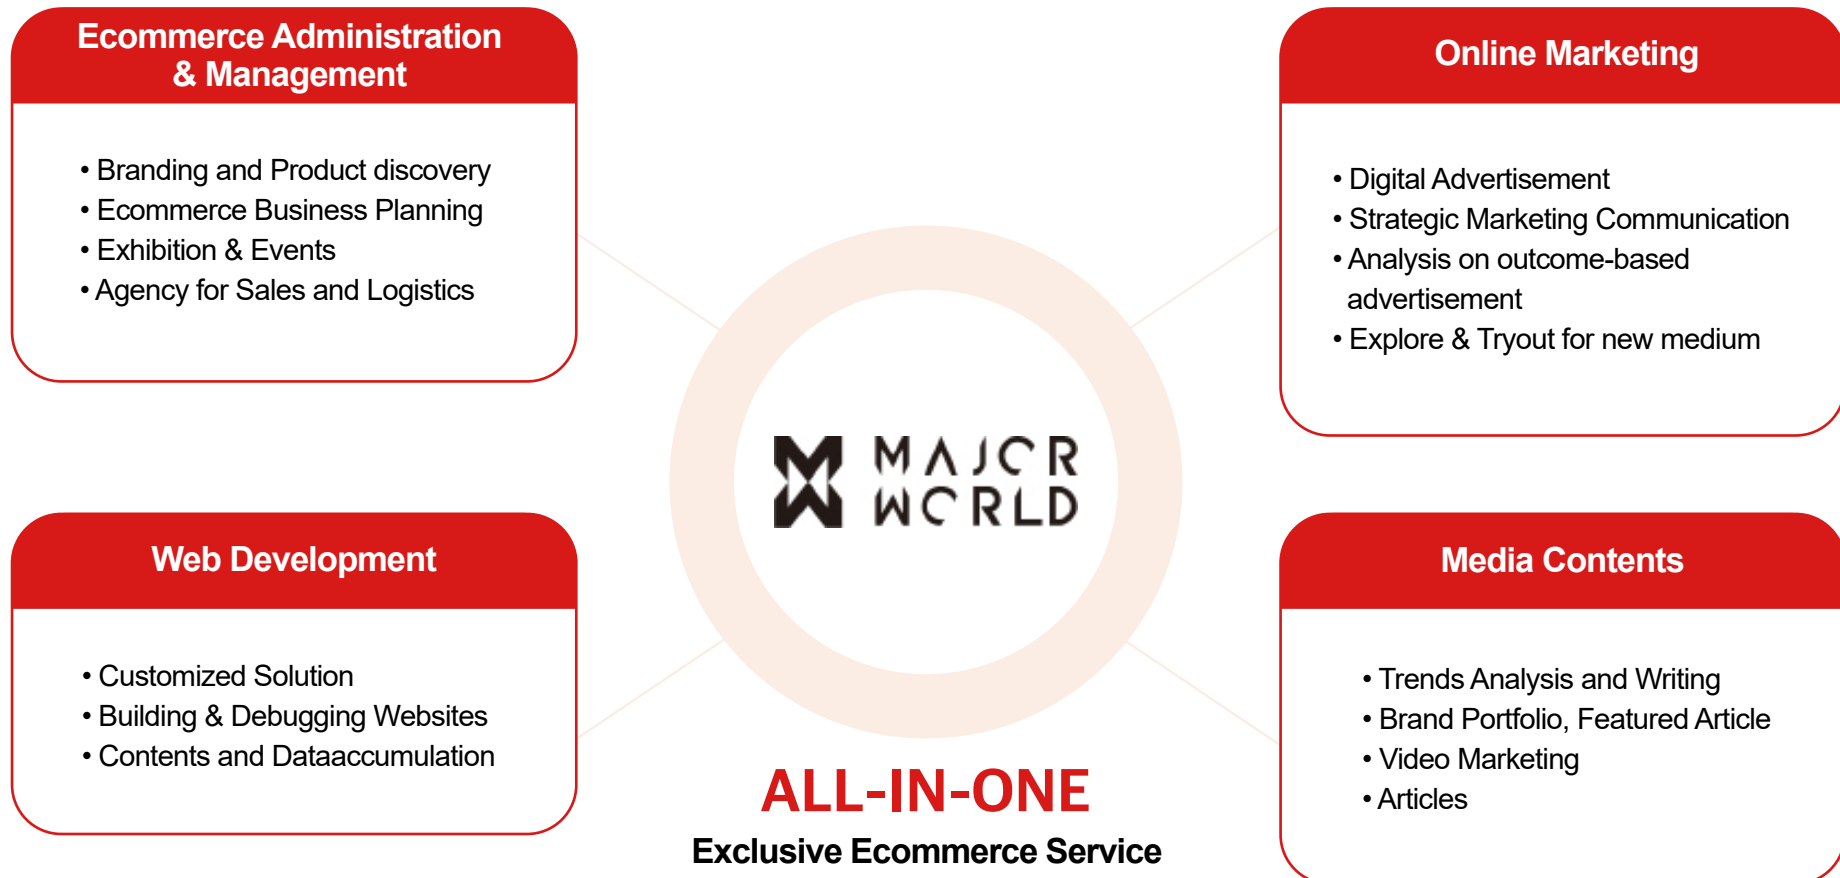 Ecommerce Administration
& Management
• Branding and Product discovery
• Ecommerce Business Planning
• Exhibition & Events
• Agency for Sales and Logistics
Online Marketing
• Digital Advertisement
• Strategic Marketing Communication
• Analysis on outcome-based
advertisement
• Explore & Tryout for new medium
MAJOR
WORLD
Web Development
• Customized Solution
• Building & Debugging Websites
• Contents and Dataaccumulation
Media Contents
• Trends Analysis and Writing
• Brand Portfolio, Featured Article
• Video Marketing
• Articles
ALL-IN-ONE
Exclusive Ecommerce Service